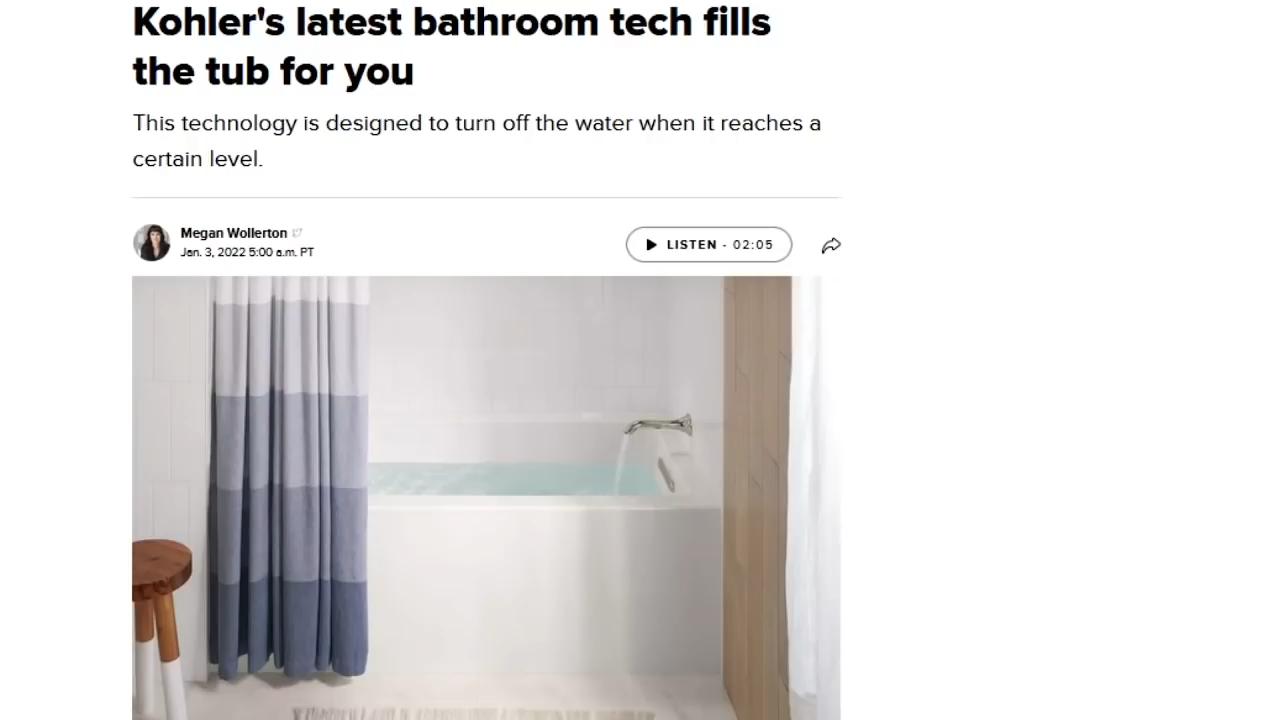 Kohler's latest bathroom tech fills
the tub for you
This technology is designed to turn off the water when it reaches a
certain level.
Megan Wollerton
Jan. 3, 2022 5:00 a.m. PT
LISTEN - 02:05